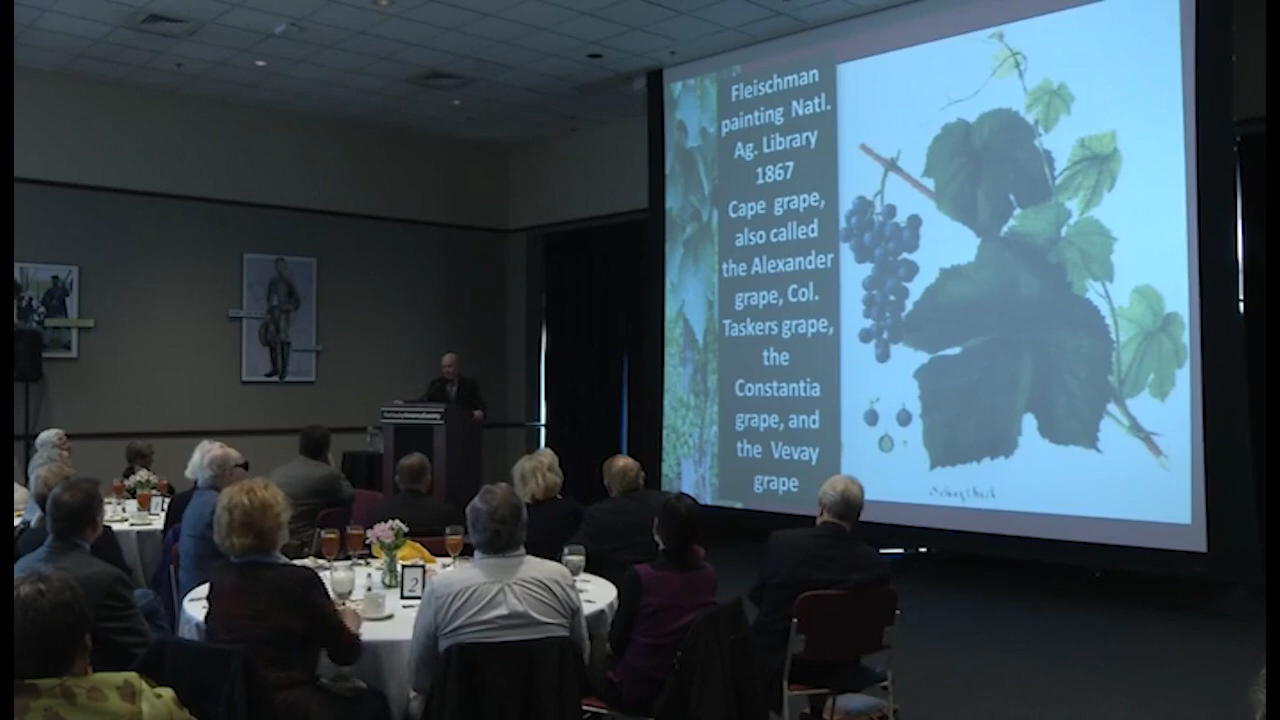 Fleischman
painting Natl.
Ag. Library
1867
Cape grape,
also called
the Alexander
grape, Col.
Taskers grape,
the
Constantia
grape, and
the Vevay
grape
2